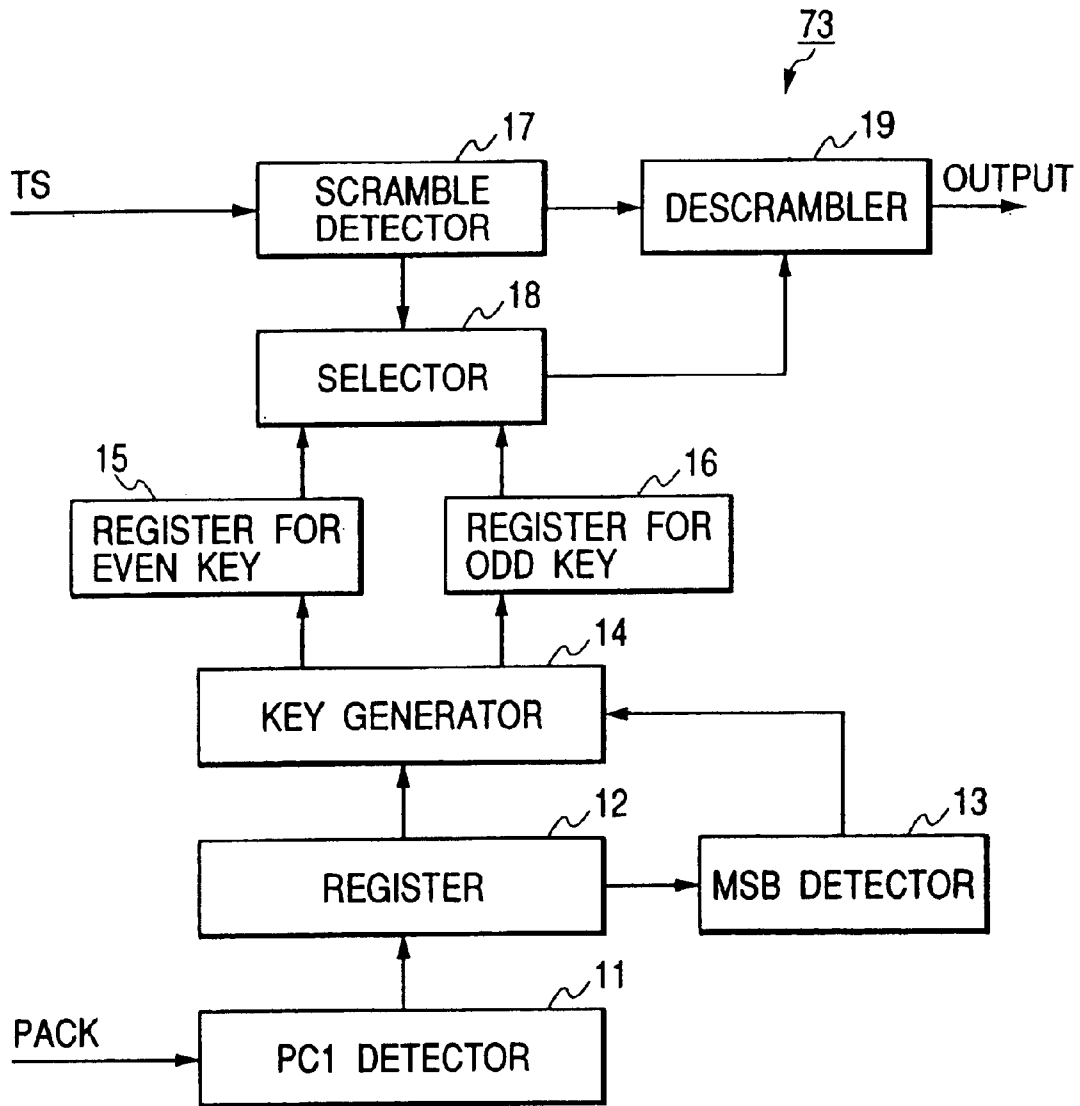 73
17
19
TS
SCRAMBLE
DETECTOR
DESCRAMBLER
OUTPUT
18
SELECTOR
15
16
REGISTER FOR
EVEN KEY
REGISTER FOR
ODD KEY
14
KEY GENERATOR
12
13
REGISTER
MSB DETECTOR
11
PACK
PC1 DETECTOR